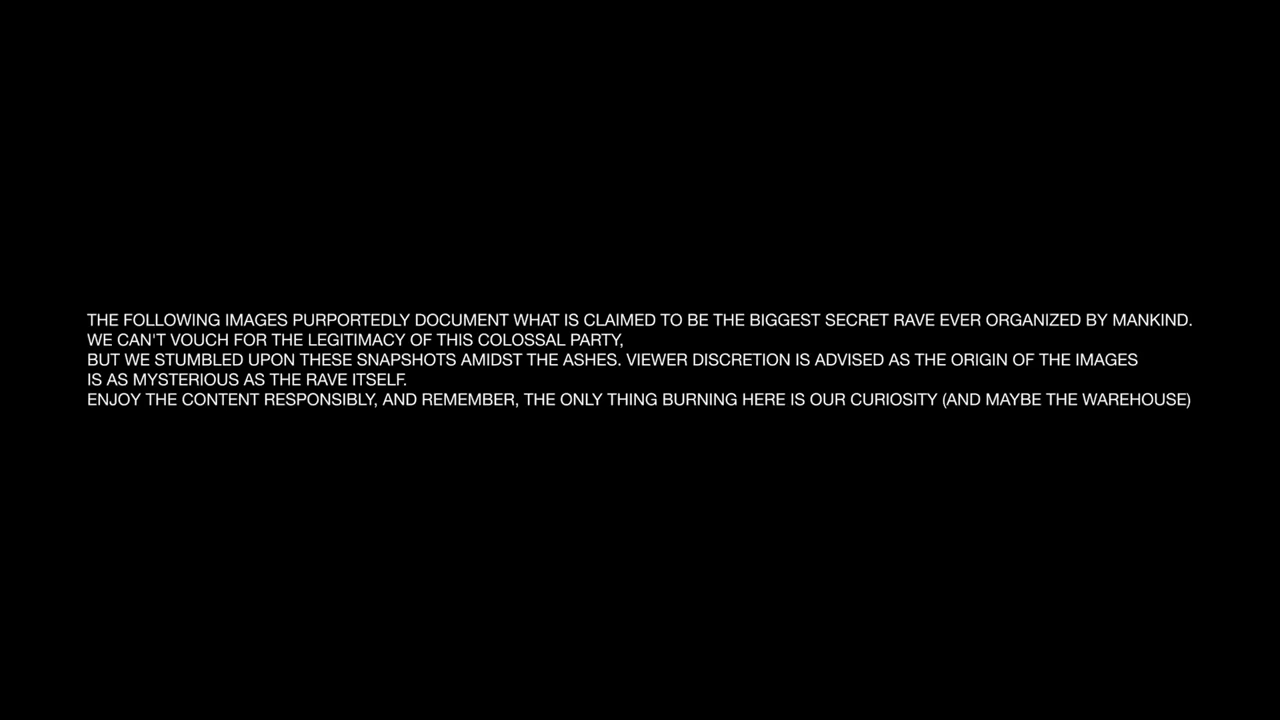 THE FOLLOWING IMAGES PURPORTEDLY DOCUMENT WHAT IS CLAIMED TO BE THE BIGGEST SECRET RAVE EVER ORGANIZED BY MANKIND.
WE CAN'T VOUCH FOR THE LEGITIMACY OF THIS COLOSSAL PARTY,
BUT WE STUMBLED UPON THESE SNAPSHOTS AMIDST THE ASHES. VIEWER DISCRETION IS ADVISED AS THE ORIGIN OF THE IMAGES
IS AS MYSTERIOUS AS THE RAVE ITSELF.
ENJOY THE CONTENT RESPONSIBLY, AND REMEMBER, THE ONLY THING BURNING HERE IS OUR CURIOSITY (AND MAYBE THE WAREHOUSE)